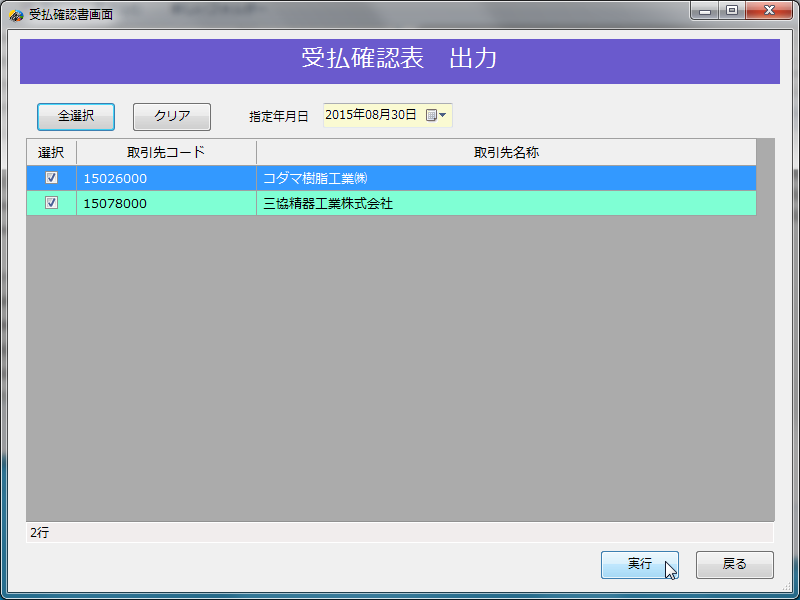 受払確認書画面
受払確認表 出力
全選択 クリア 指定年月日 2015年08月30日
選択 取引先コード 取引先名称
15026000 コダマ樹脂工業㈱
15078000 三協精器工業株式会社
2行
実行 戻る